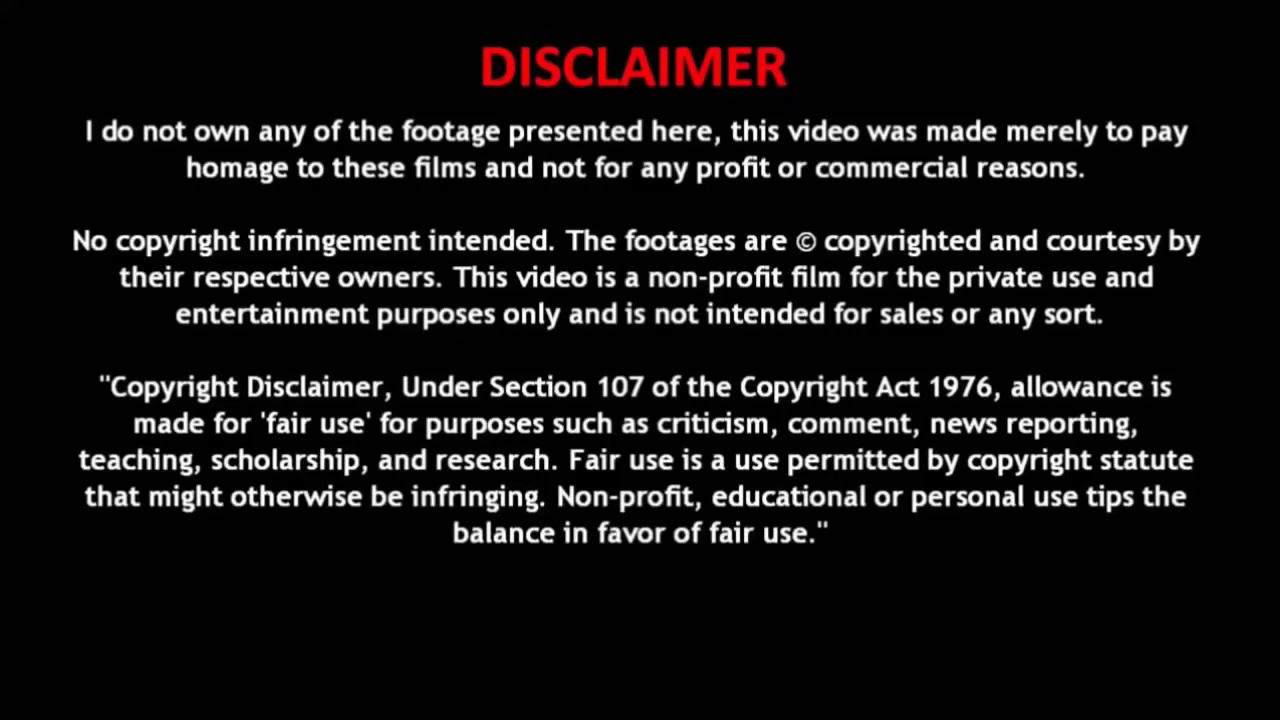 DISCLAIMER
I do not own any of the footage presented here, this video was made merely to pay
homage to these films and not for any profit or commercial reasons.
No copyright infringement intended. The footages are © copyrighted and courtesy by
their respective owners. This video is a non-profit film for the private use and
entertainment purposes only and is not intended for sales or any sort.
"Copyright Disclaimer, Under Section 107 of the Copyright Act 1976, allowance is
made for 'fair use' for purposes such as criticism, comment, news reporting,
teaching, scholarship, and research. Fair use is a use permitted by copyright statute
that might otherwise be infringing. Non-profit, educational or personal use tips the
balance in favor of fair use."